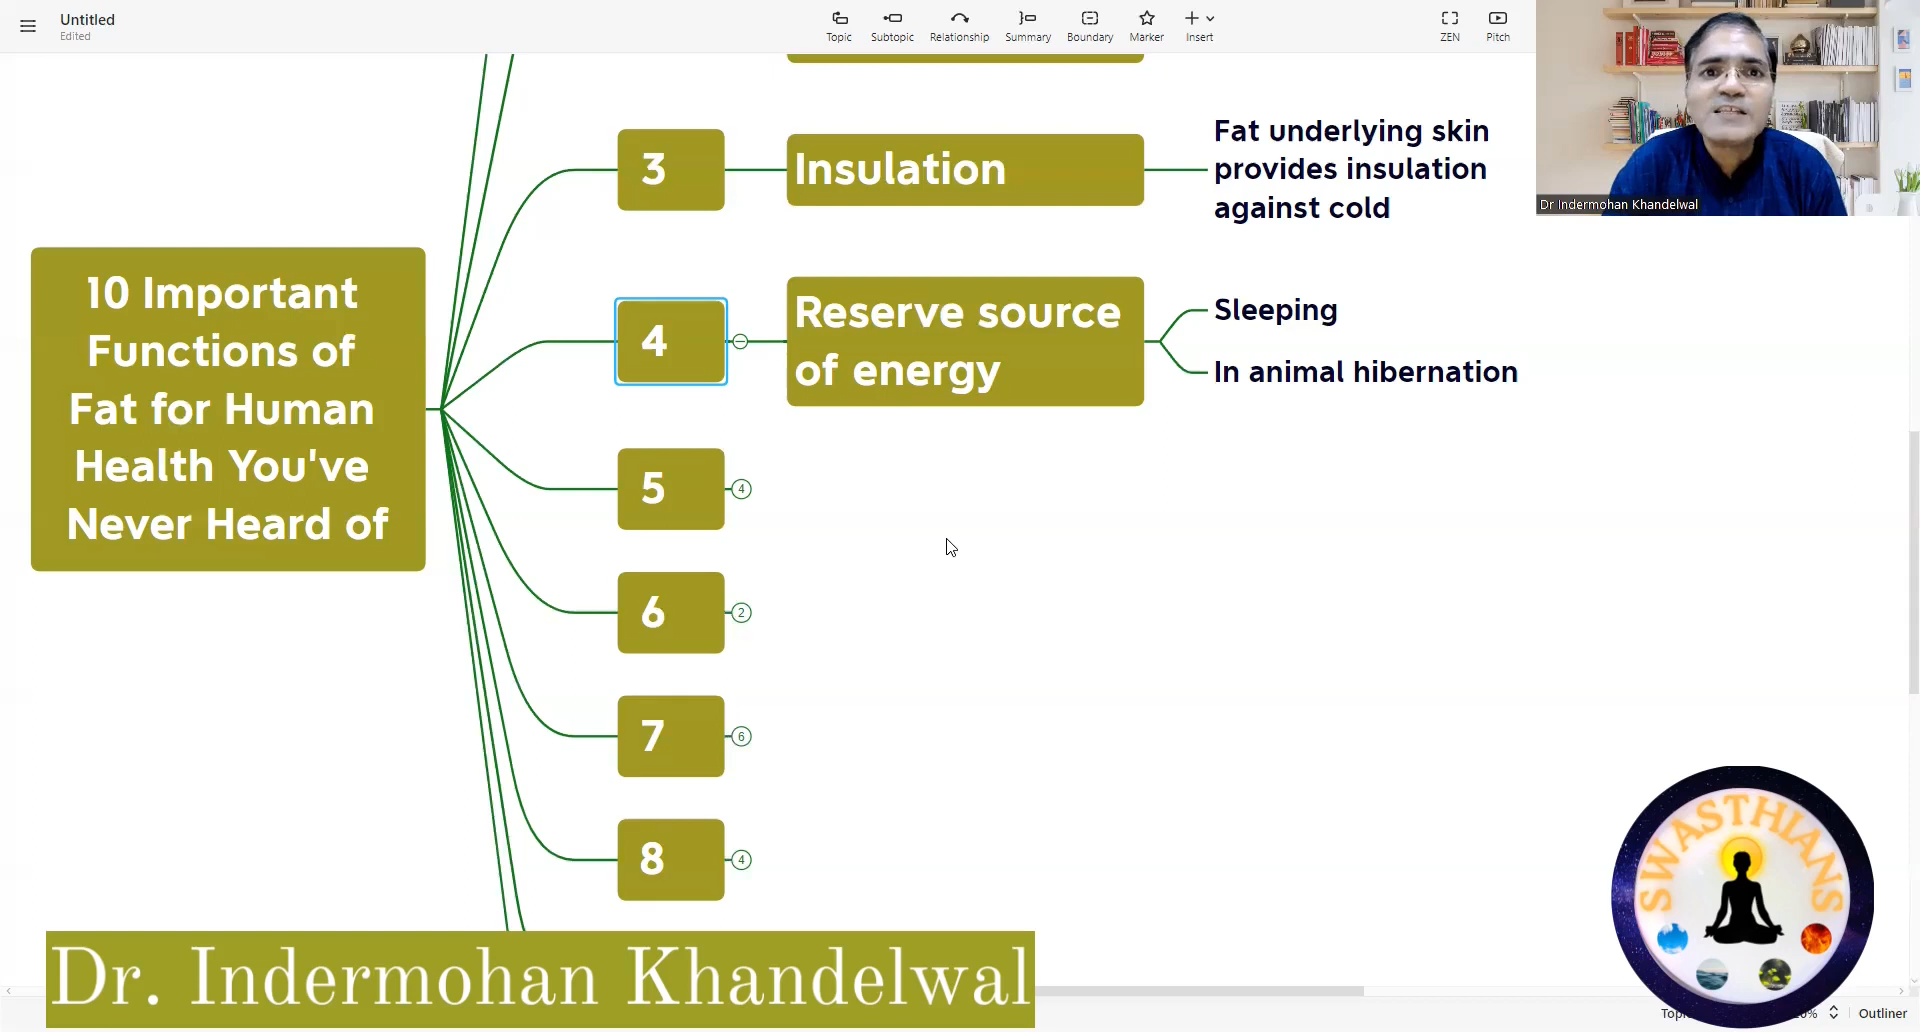 Untitled
Edited
Topic
Subtopic
Relationship
Summary
Boundary
Marker
Insert
ZEN
Pitch
Dr Indermohan Khandelwal
10 Important
Functions of
Fat for Human
Health You've
Never Heard of
3
Insulation
Fat underlying skin
provides insulation
against cold
4
Reserve source
of energy
Sleeping
In animal hibernation
5
4
6
2
7
6
8
4
SWASTHIANS
Dr. Indermohan Khandelwal
Outliner